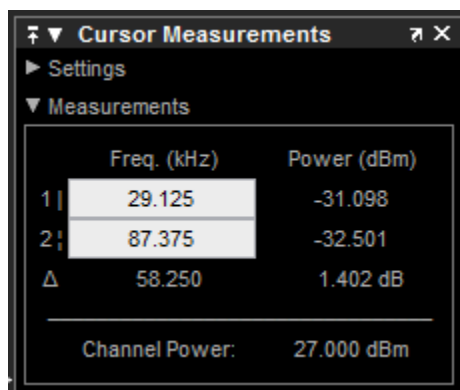 Cursor Measurements
Settings
Measurements
Freq. (kHz) Power (dBm)
1 29.125 -31.098
2 87.375 -32.501
Δ 58.250 1.402 dB
Channel Power: 27.000 dBm